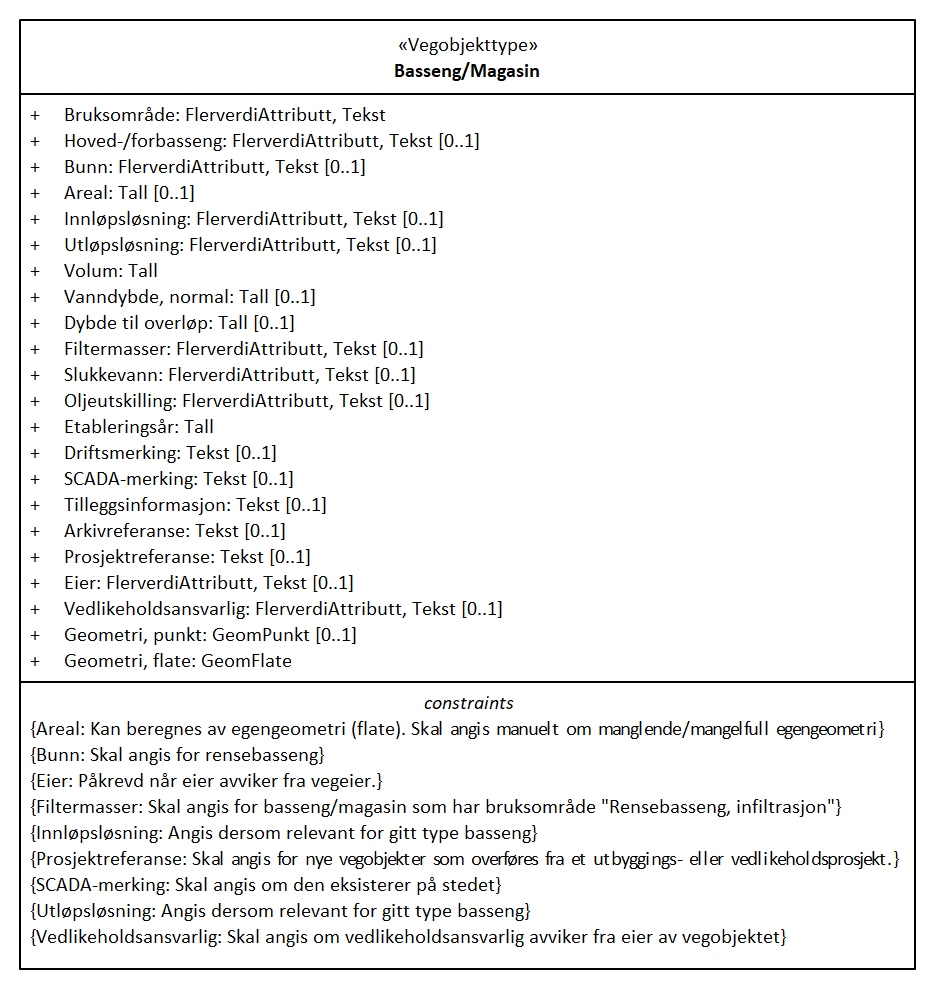 «Vegobjekttype»
Basseng/Magasin
+ Bruksområde: FlerverdiAttributt, Tekst
+ Hoved-/forbasseng: FlerverdiAttributt, Tekst [0..1]
+ Bunn: FlerverdiAttributt, Tekst [0..1]
+ Areal: Tall [0..1]
+ Innløpsløsning: FlerverdiAttributt, Tekst [0..1]
+ Utløpsløsning: FlerverdiAttributt, Tekst [0..1]
+ Volum: Tall
+ Vanndybde, normal: Tall [0..1]
+ Dybde til overløp: Tall [0..1]
+ Filtermasser: FlerverdiAttributt, Tekst [0..1]
+ Slukkevann: FlerverdiAttributt, Tekst [0..1]
+ Oljeutskilling: FlerverdiAttributt, Tekst [0..1]
+ Etableringsår: Tall
+ Driftsmerking: Tekst [0..1]
+ SCADA-merking: Tekst [0..1]
+ Tilleggsinformasjon: Tekst [0..1]
+ Arkivreferanse: Tekst [0..1]
+ Prosjektreferanse: Tekst [0..1]
+ Eier: FlerverdiAttributt, Tekst [0..1]
+ Vedlikeholdsansvarlig: FlerverdiAttributt, Tekst [0..1]
+ Geometri, punkt: GeomPunkt [0..1]
+ Geometri, flate: GeomFlate
constraints
{Areal: Kan beregnes av egengeometri (flate). Skal angis manuelt om manglende/mangelfull egengeometri}
{Bunn: Skal angis for rensebasseng}
{Eier: Påkrevd når eier avviker fra vegeier.}
{Filtermasser: Skal angis for basseng/magasin som har bruksområde "Rensebasseng, infiltrasjon"}
{Innløpsløsning: Angis dersom relevant for gitt type basseng}
{Prosjektreferanse: Skal angis for nye vegobjekter som overføres fra et utbyggings- eller vedlikeholdsprosjekt.}
{SCADA-merking: Skal angis om den eksisterer på stedet}
{Utløpsløsning: Angis dersom relevant for gitt type basseng}
{Vedlikeholdsansvarlig: Skal angis om vedlikeholdsansvarlig avviker fra eier av vegobjektet}